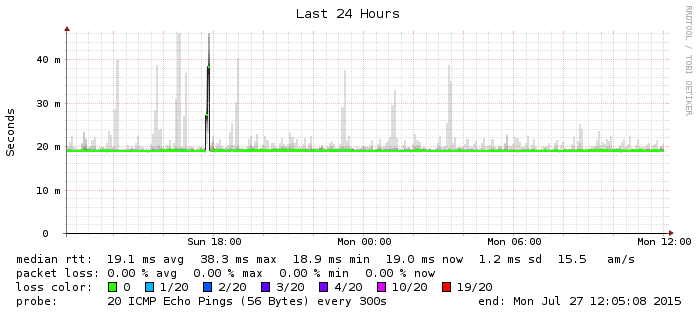 Last 24 Hours
RRDTOOL / TOBI OETIKER
Seconds
40 m
30 m
20 m
10 m
0
Sun 18:00 Mon 00:00 Mon 06:00 Mon 12:00
median rtt: 19.1 ms avg 38.3 ms max 18.9 ms min 19.0 ms now 1.2 ms sd 15.5 am/s
packet loss: 0.00 % avg 0.00 % max 0.00 % min 0.00 % now
loss color: 0 1/20 2/20 3/20 4/20 10/20 19/20
probe: 20 ICMP Echo Pings (56 Bytes) every 300s end: Mon Jul 27 12:05:08 2015